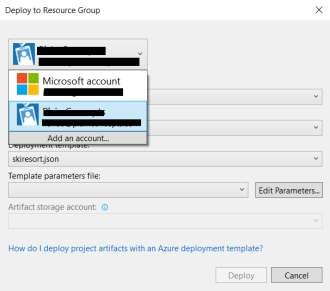 Deploy to Resource Group
Microsoft account
Add an account...
Deployment template:
skiresort.json
Template parameters file:
Edit Parameters...
Artifact storage account:
How do I deploy project artifacts with an Azure deployment template?
Deploy
Cancel